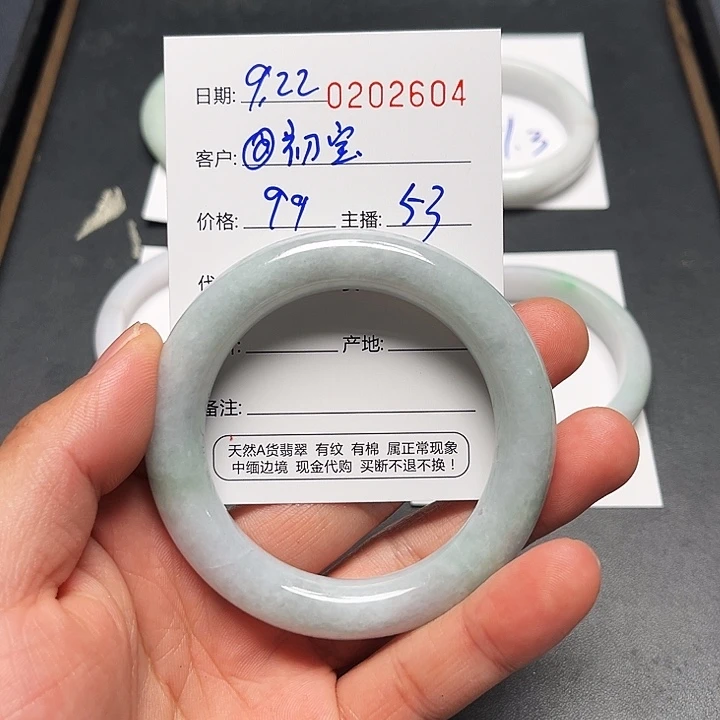 日期: 9.22 0202604
客户: 初宝
价格: 99 主播: 53
产地:
备注:
天然A货翡翠 有纹 有棉 属正常现象
中缅边境 现金代购 买断不退不换！